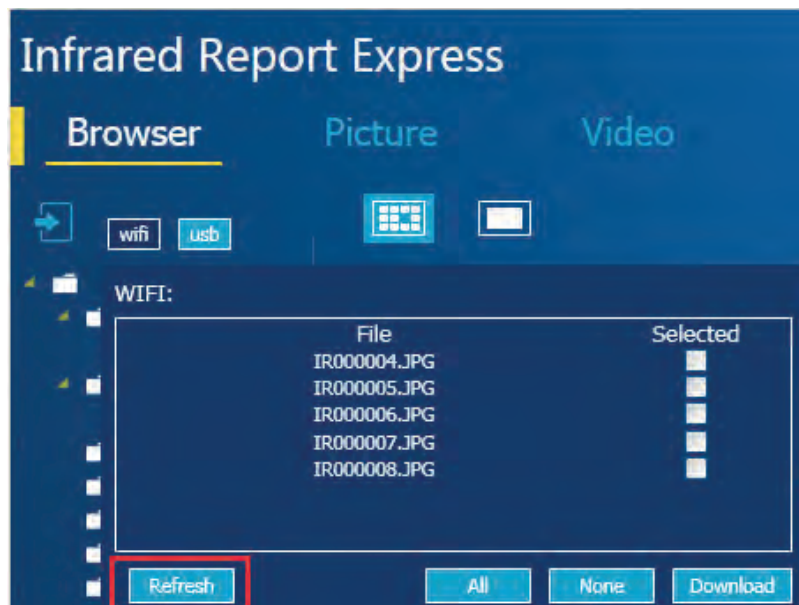 Infrared Report Express
Browser Picture Video
wifi usb
WIFI:
File Selected
IR000004.JPG
IR000005.JPG
IR000006.JPG
IR000007.JPG
IR000008.JPG
Refresh All None Download